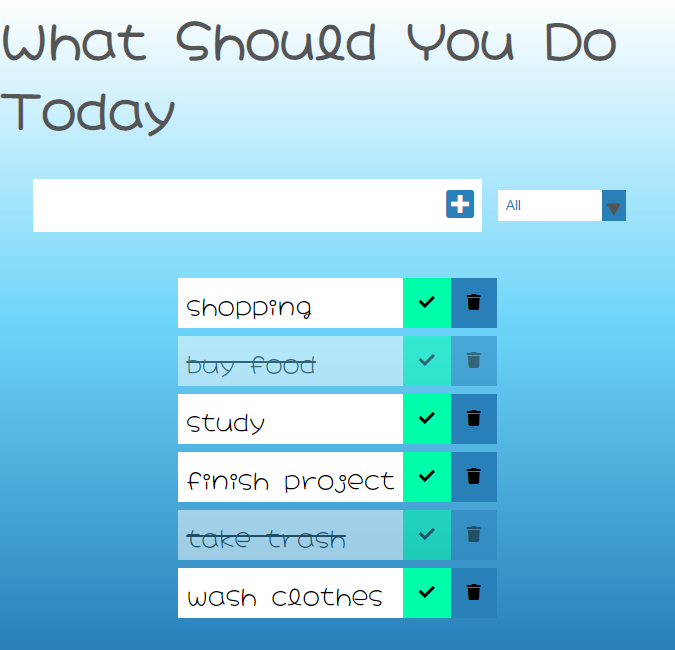 What Should You Do
Today
All
shopping
buy food
study
finish project
take trash
wash clothes